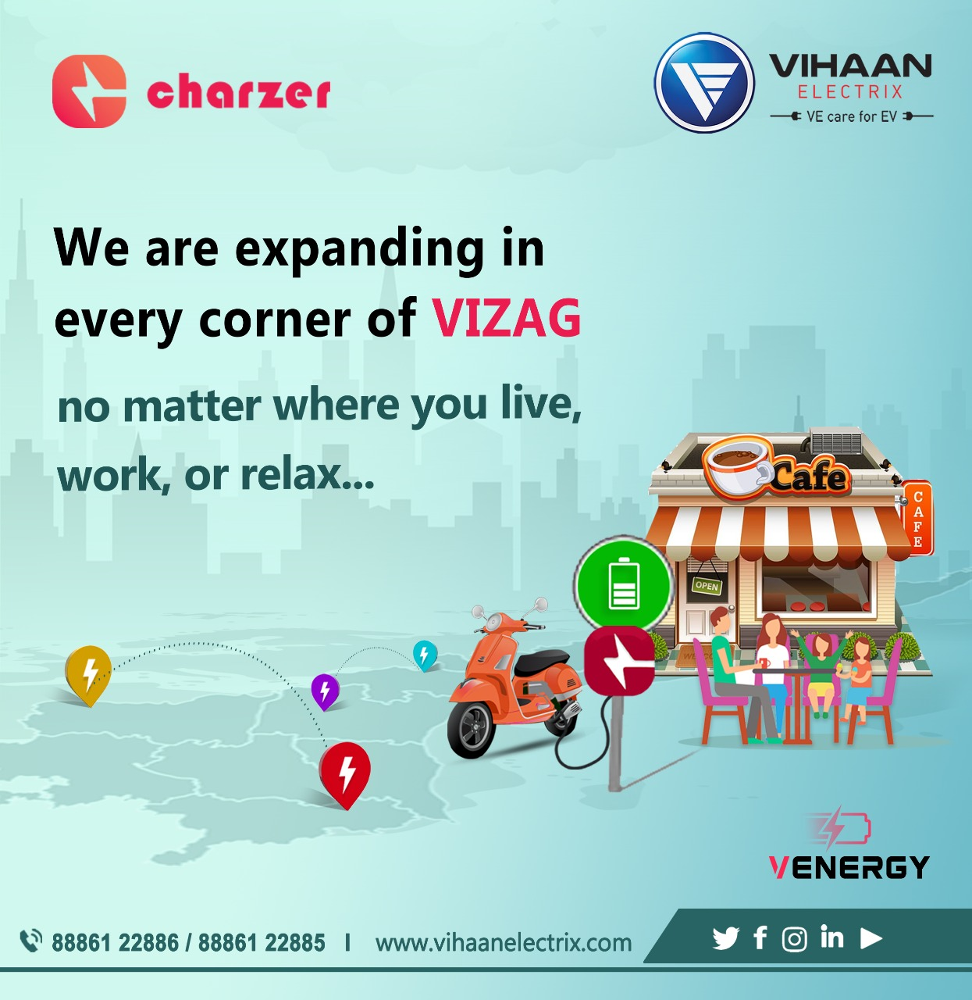 charzer
VIHAAN
ELECTRIX
VE care for EV
We are expanding in
every corner of VIZAG
no matter where you live,
work, or relax...
Cafe
CAFE
OPEN
WELCOME
VENERGY
88861 22886 / 88861 22885 | www.vihaanelectrix.com